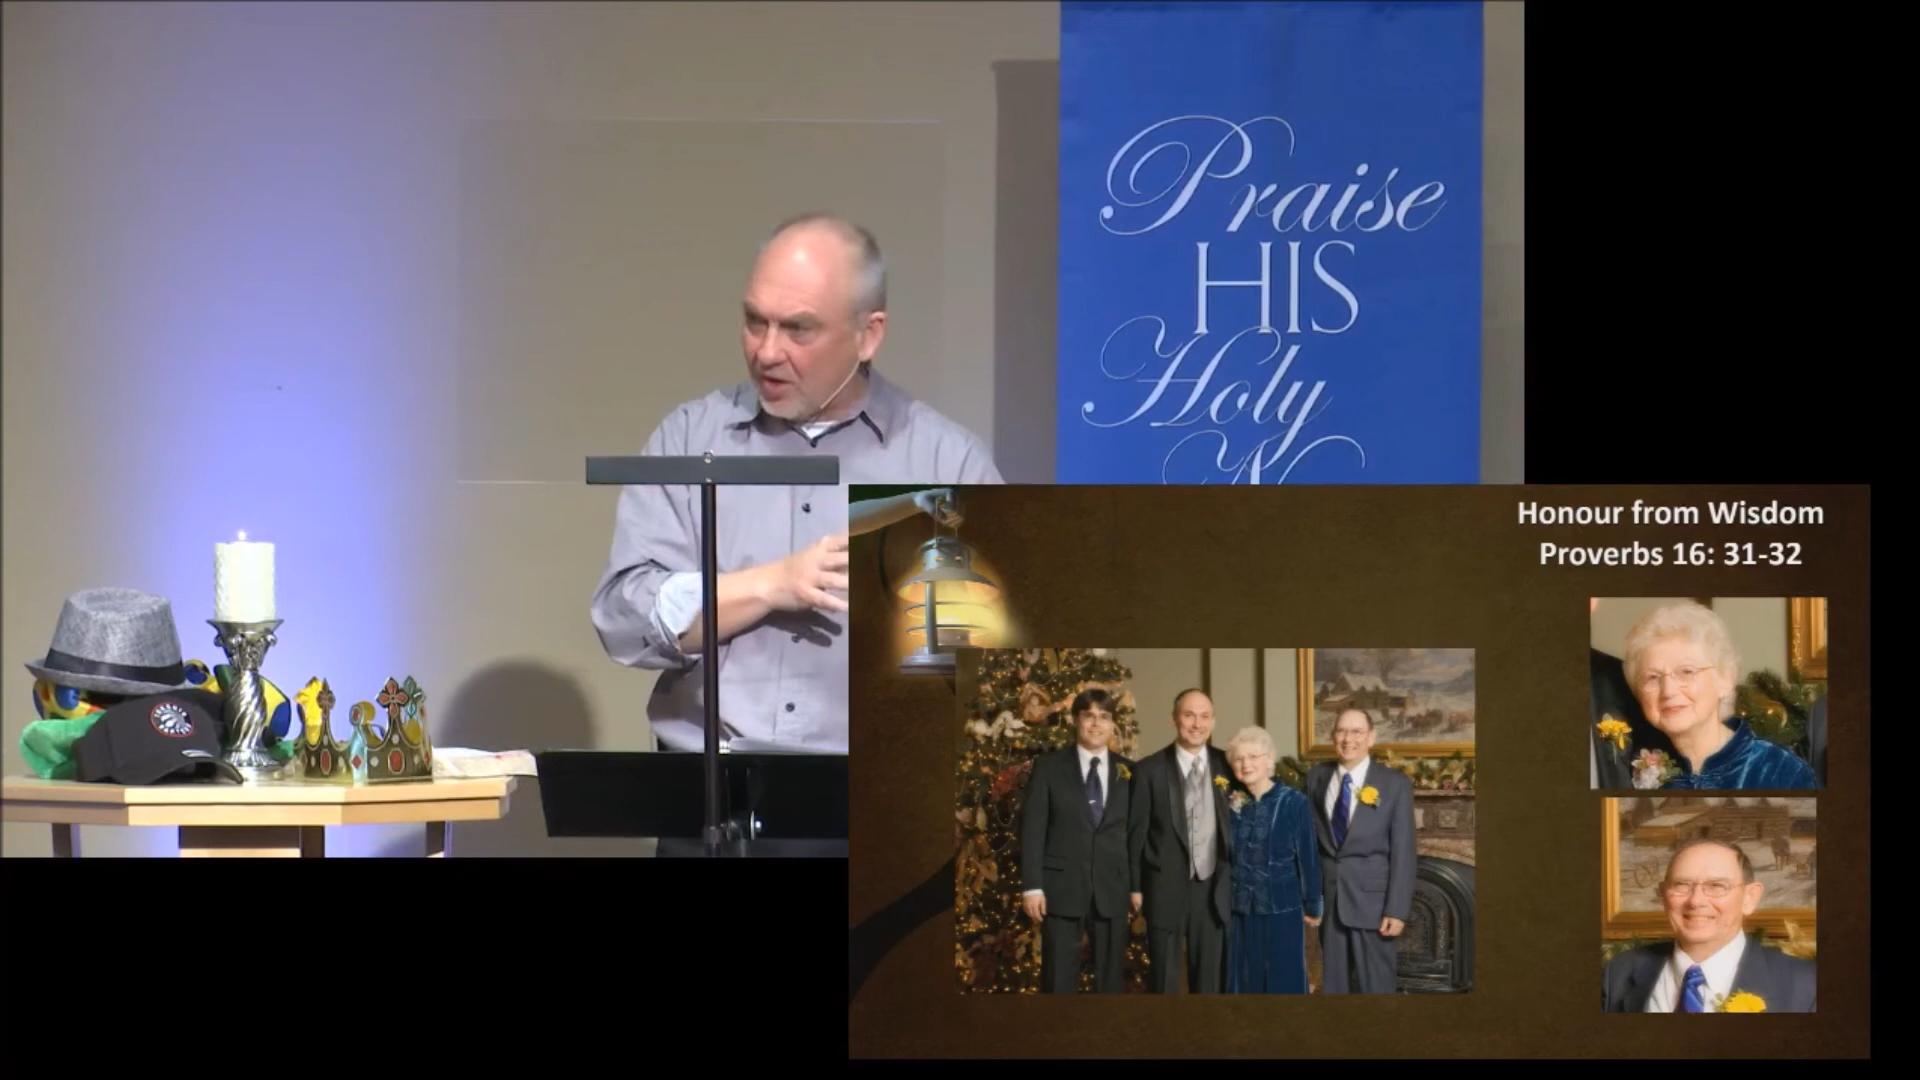 Praise
HIS
Holy
N
Honour from Wisdom
Proverbs 16: 31-32